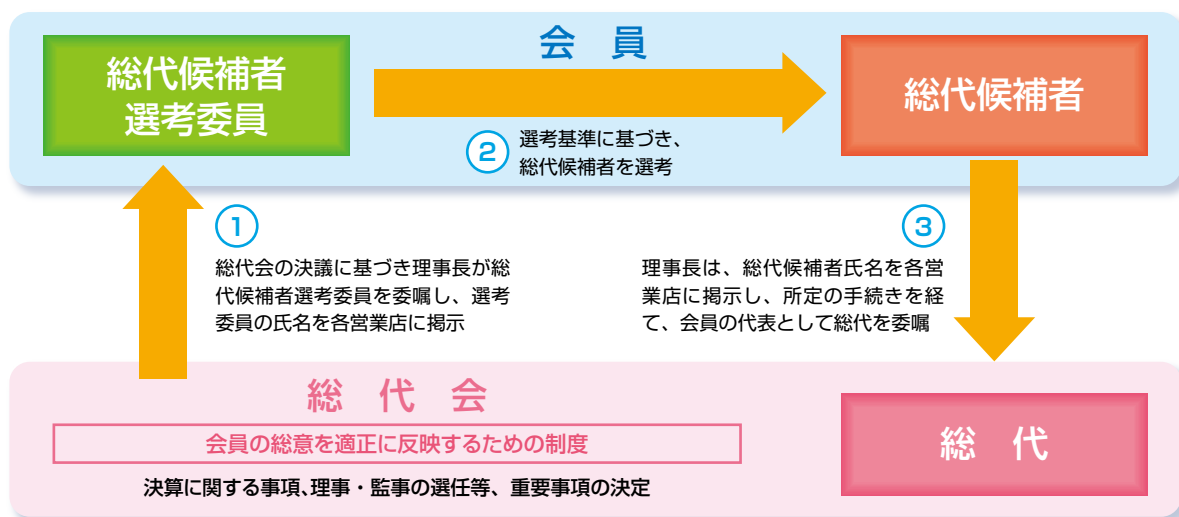 会 員
総代候補者
選考委員
総代候補者
2
選考基準に基づき、
総代候補者を選考
1
総代会の決議に基づき理事長が総
代候補者選考委員を委嘱し、選考
委員の氏名を各営業店に掲示
3
理事長は、総代候補者氏名を各営
業店に掲示し、所定の手続きを経
て、会員の代表として総代を委嘱
総 代 会
会員の総意を適正に反映するための制度
決算に関する事項、理事・監事の選任等、重要事項の決定
総 代